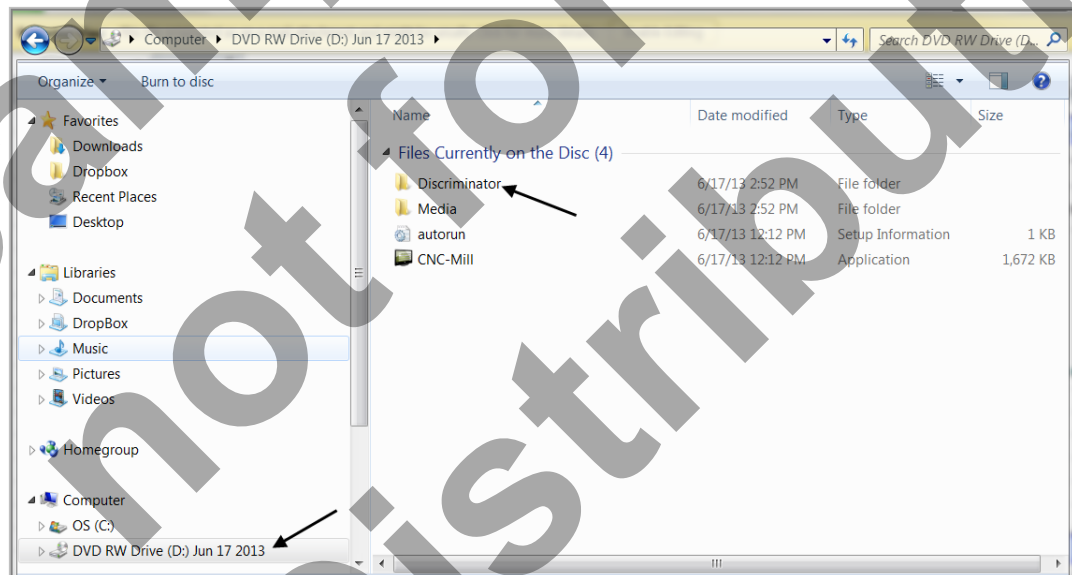 Computer ▸ DVD RW Drive (D:) Jun 17 2013 ▸ Search DVD RW Drive (D...
Organize Burn to disc
Favorites
Downloads
Dropbox
Recent Places
Desktop
Libraries
Documents
DropBox
Music
Pictures
Videos
Homegroup
Computer
OS (C:)
DVD RW Drive (D:) Jun 17 2013
Name Date modified Type Size
Files Currently on the Disc (4)
Discriminator 6/17/13 2:52 PM File folder
Media 6/17/13 2:52 PM File folder
autorun 6/17/13 12:12 PM Setup Information 1 KB
CNC-Mill 6/17/13 12:12 PM Application 1,672 KB
not for